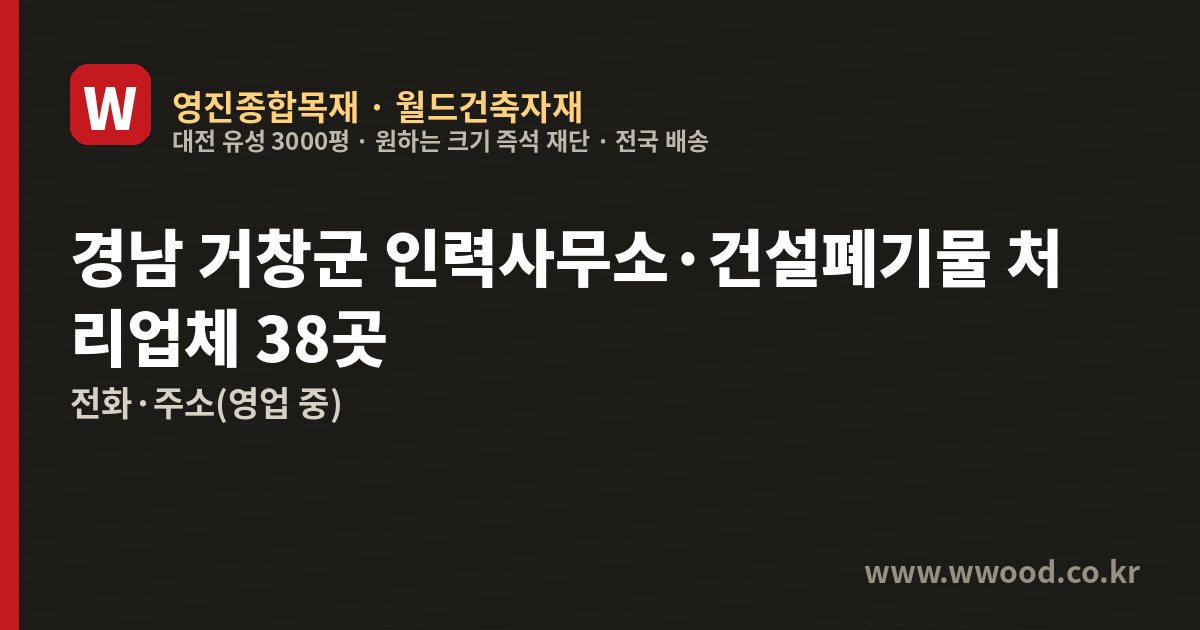 W
영진종합목재 · 월드건축자재
대전 유성 3000평 · 원하는 크기 즉석 재단 · 전국 배송
경남 거창군 인력사무소·건설폐기물 처
리업체 38곳
전화·주소(영업 중)
www.wwood.co.kr